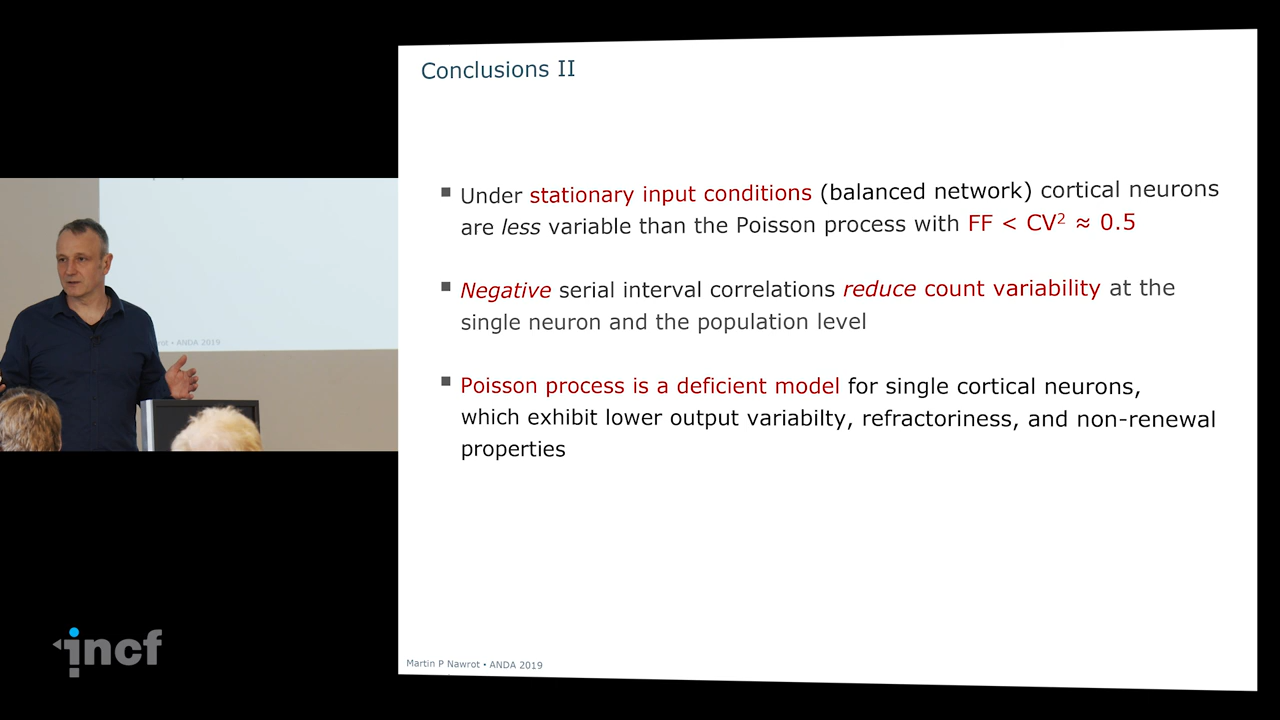 Conclusions II
Under stationary input conditions (balanced network) cortical neurons
are less variable than the Poisson process with FF < CV² ≈ 0.5
Negative serial interval correlations reduce count variability at the
single neuron and the population level
Poisson process is a deficient model for single cortical neurons,
which exhibit lower output variabilty, refractoriness, and non-renewal
properties
Martin P Nawrot • ANDA 2019
ANDA 2019
incf